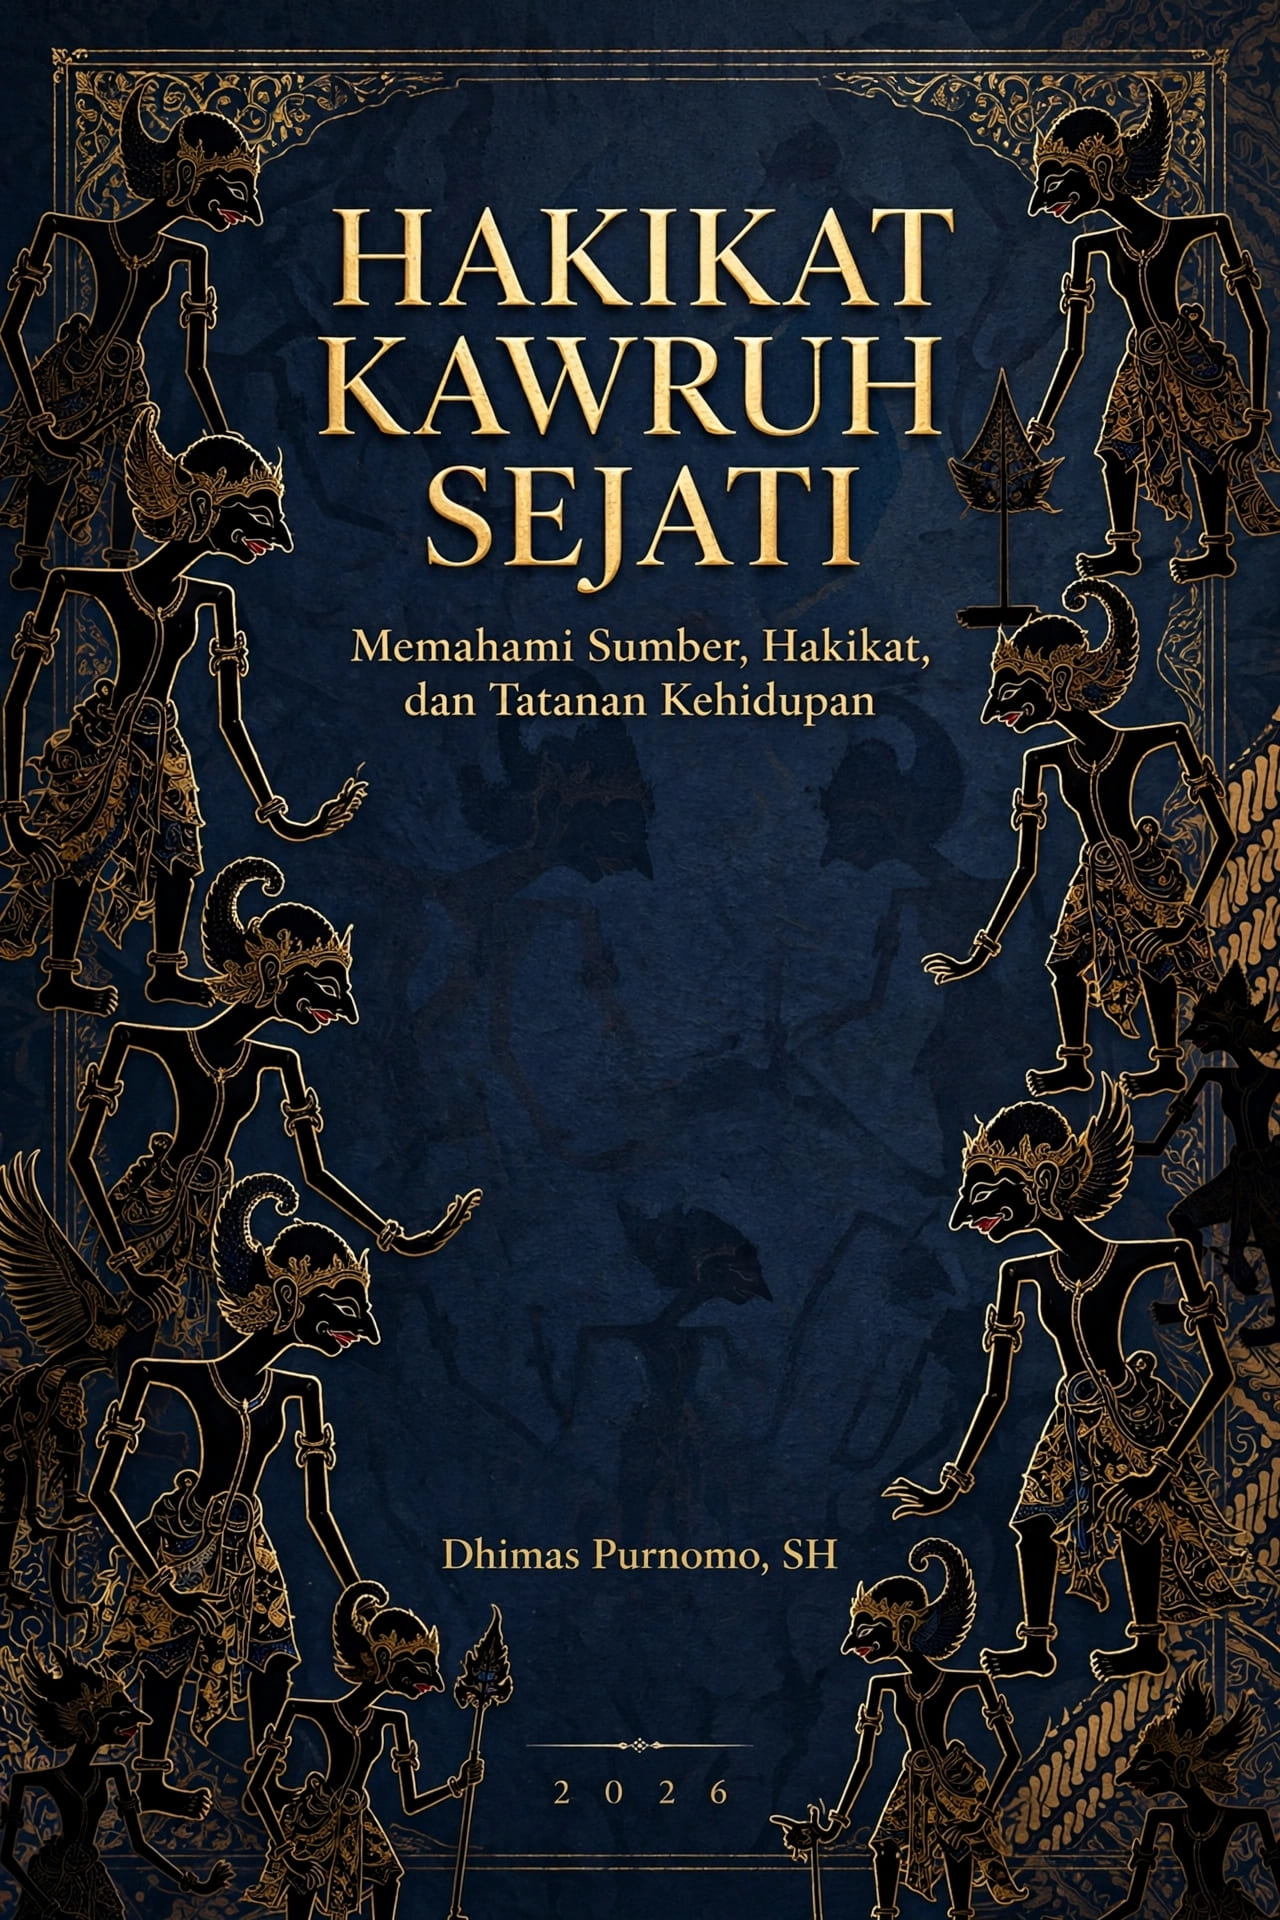 HAKIKAT
KAWRUH
SEJATI
Memahami Sumber, Hakikat,
dan Tatanan Kehidupan
Dhimas Purnomo, SH
2026